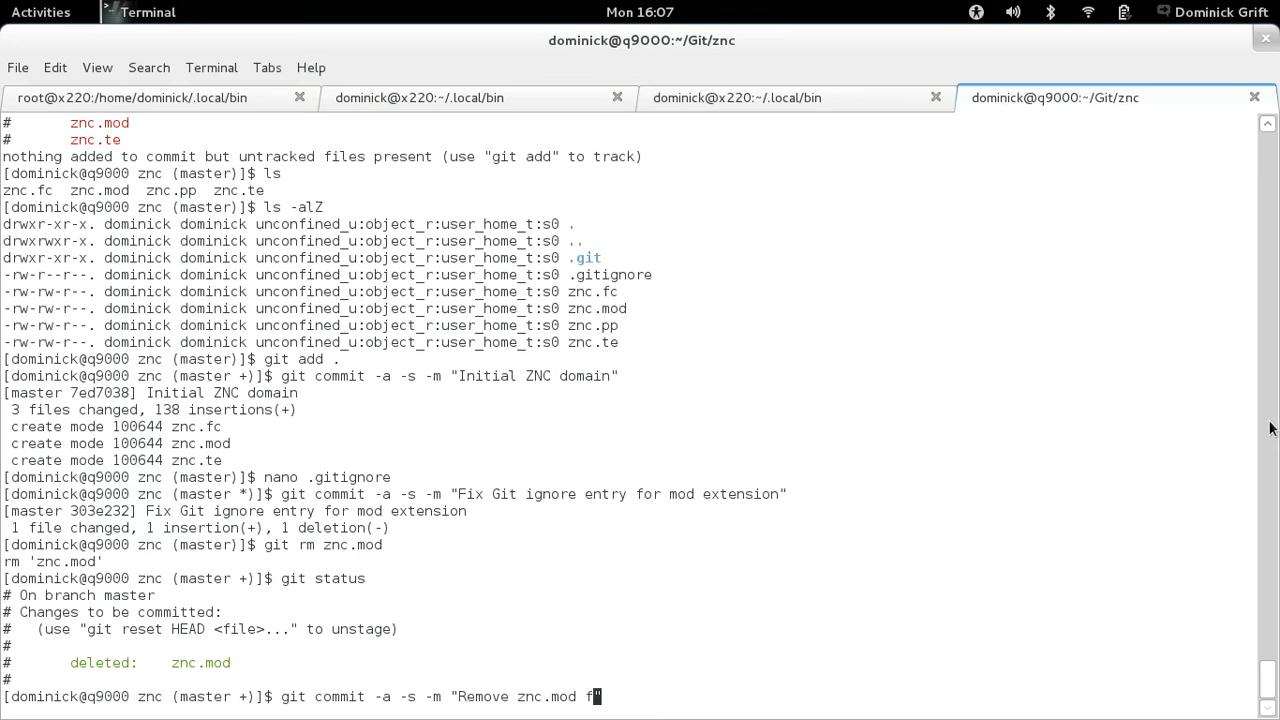 Activities Terminal Mon 16:07 Dominick Grift
dominick@q9000:~/Git/znc
File Edit View Search Terminal Tabs Help
root@x220:/home/dominick/.local/bin dominick@x220:~/.local/bin dominick@x220:~/.local/bin dominick@q9000:~/Git/znc
# znc.mod
# znc.te
nothing added to commit but untracked files present (use "git add" to track)
[dominick@q9000 znc (master)]$ ls
znc.fc znc.mod znc.pp znc.te
[dominick@q9000 znc (master)]$ ls -alZ
drwxr-xr-x. dominick dominick unconfined_u:object_r:user_home_t:s0 .
drwxrwxr-x. dominick dominick unconfined_u:object_r:user_home_t:s0 ..
drwxr-xr-x. dominick dominick unconfined_u:object_r:user_home_t:s0 .git
-rw-r--r--. dominick dominick unconfined_u:object_r:user_home_t:s0 .gitignore
-rw-rw-r--. dominick dominick unconfined_u:object_r:user_home_t:s0 znc.fc
-rw-rw-r--. dominick dominick unconfined_u:object_r:user_home_t:s0 znc.mod
-rw-rw-r--. dominick dominick unconfined_u:object_r:user_home_t:s0 znc.pp
-rw-rw-r--. dominick dominick unconfined_u:object_r:user_home_t:s0 znc.te
[dominick@q9000 znc (master)]$ git add .
[dominick@q9000 znc (master +)]$ git commit -a -s -m "Initial ZNC domain"
[master 7ed7038] Initial ZNC domain
3 files changed, 138 insertions(+)
create mode 100644 znc.fc
create mode 100644 znc.mod
create mode 100644 znc.te
[dominick@q9000 znc (master)]$ nano .gitignore
[dominick@q9000 znc (master *)]$ git commit -a -s -m "Fix Git ignore entry for mod extension"
[master 303e232] Fix Git ignore entry for mod extension
1 file changed, 1 insertion(+), 1 deletion(-)
[dominick@q9000 znc (master)]$ git rm znc.mod
rm 'znc.mod'
[dominick@q9000 znc (master +)]$ git status
# On branch master
# Changes to be committed:
# (use "git reset HEAD <file>..." to unstage)
#
# deleted: znc.mod
#
[dominick@q9000 znc (master +)]$ git commit -a -s -m "Remove znc.mod f"